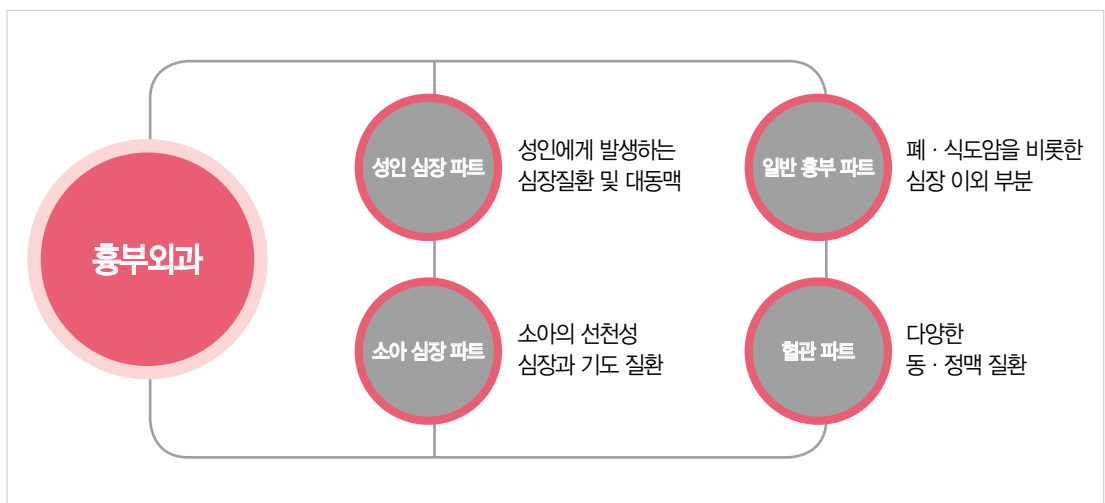 흉부외과
성인 심장 파트
성인에게 발생하는
심장질환 및 대동맥
일반 흉부 파트
폐 · 식도암을 비롯한
심장 이외 부분
소아 심장 파트
소아의 선천성
심장과 기도 질환
혈관 파트
다양한
동 · 정맥 질환